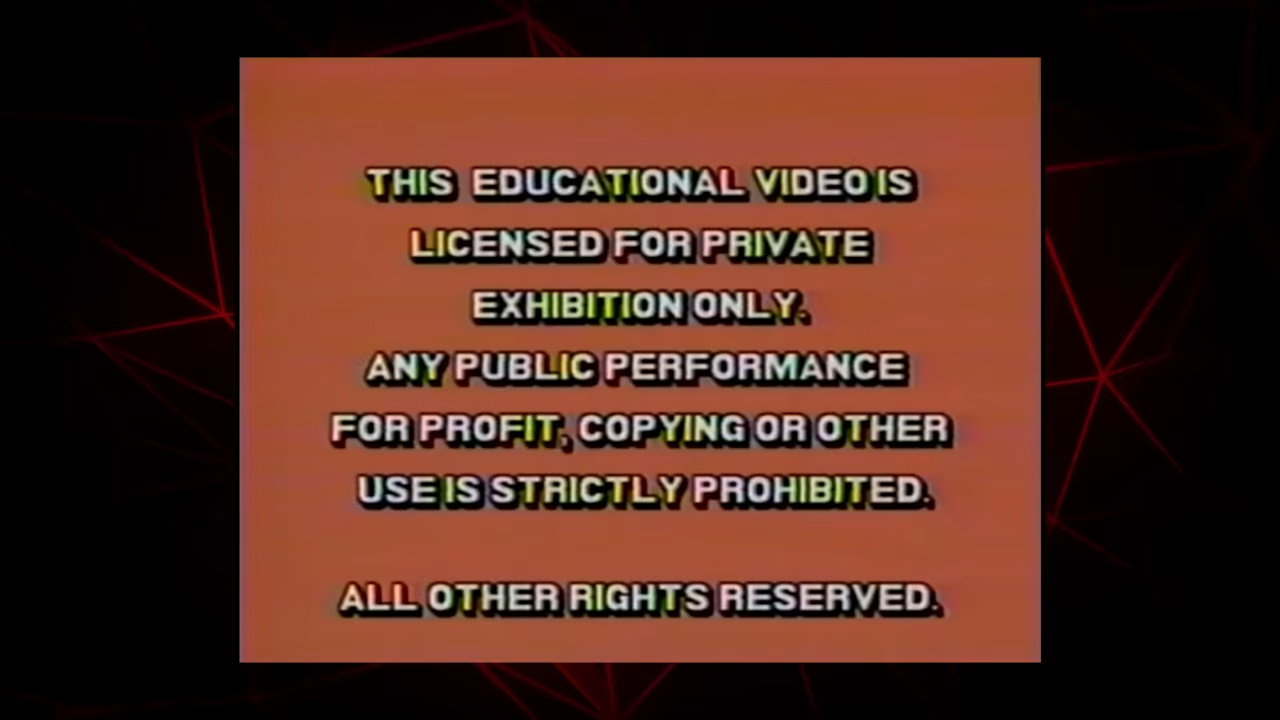 THIS EDUCATIONAL VIDEO IS
LICENSED FOR PRIVATE
EXHIBITION ONLY.
ANY PUBLIC PERFORMANCE
FOR PROFIT, COPYING OR OTHER
USE IS STRICTLY PROHIBITED.
ALL OTHER RIGHTS RESERVED.